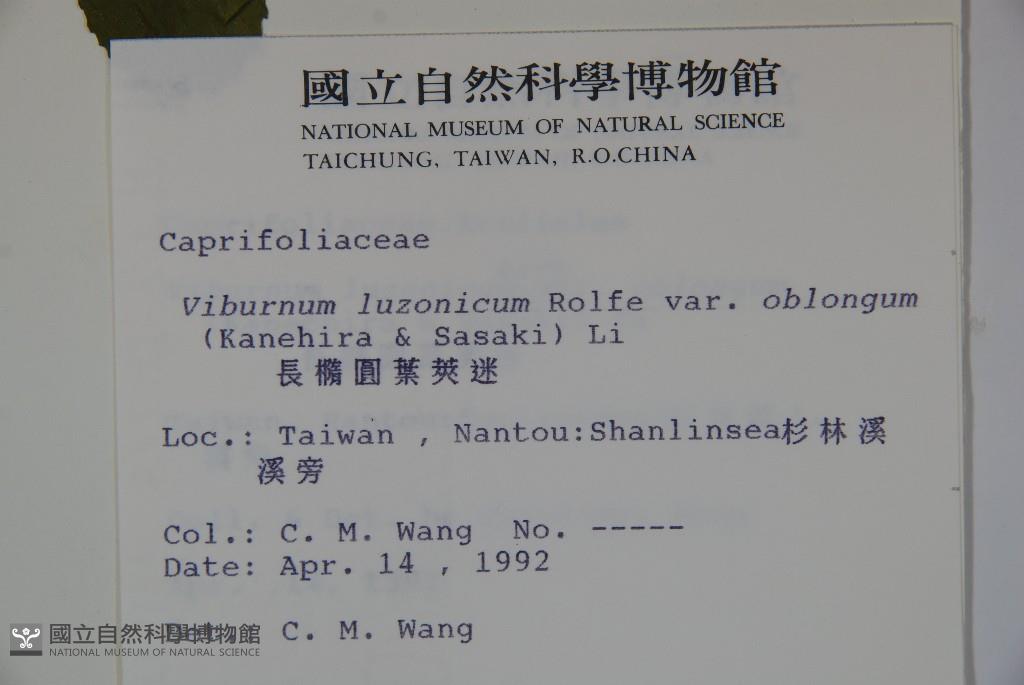 國立自然科學博物館
NATIONAL MUSEUM OF NATURAL SCIENCE
TAICHUNG, TAIWAN, R.O.CHINA
Caprifoliaceae
Viburnum luzonicum Rolfe var. oblongum
(Kanehira & Sasaki) Li
長橢圓葉莢迷
Loc.: Taiwan , Nantou:Shanlinsea杉林溪
溪旁
Col.: C. M. Wang No. -----
Date: Apr. 14 , 1992
C. M. Wang
國立自然科學博物館
NATIONAL MUSEUM OF NATURAL SCIENCE